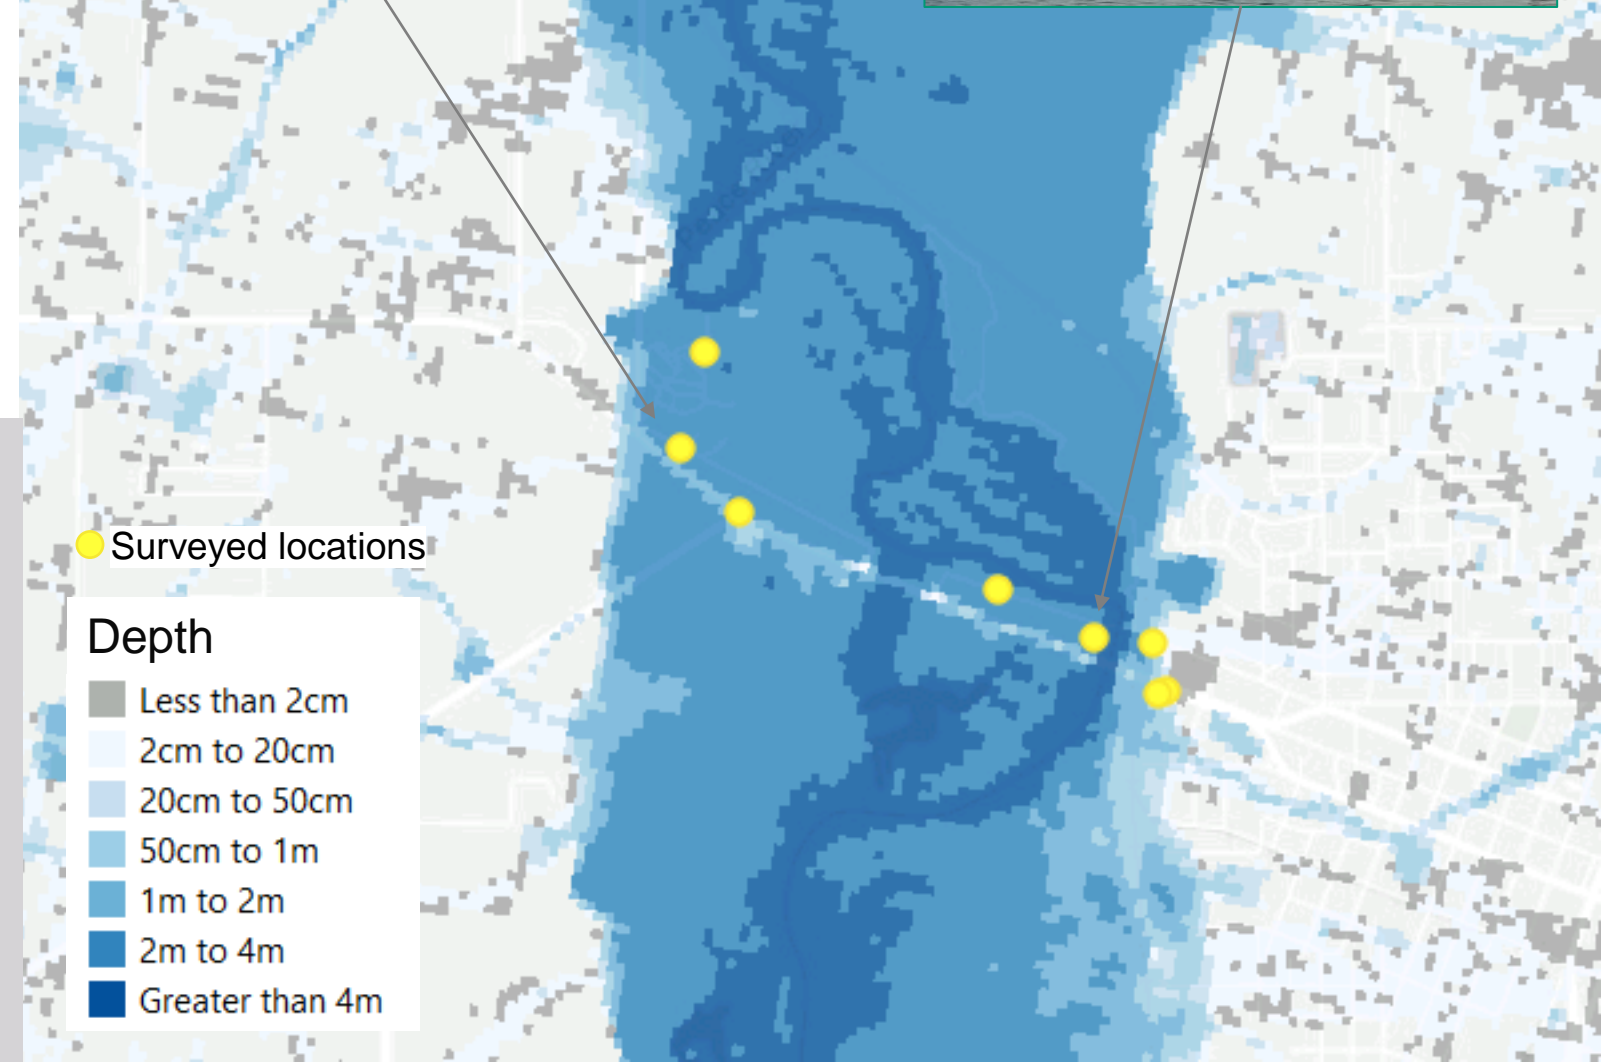 Surveyed locations
Depth
Less than 2cm
2cm to 20cm
20cm to 50cm
50cm to 1m
1m to 2m
2m to 4m
Greater than 4m